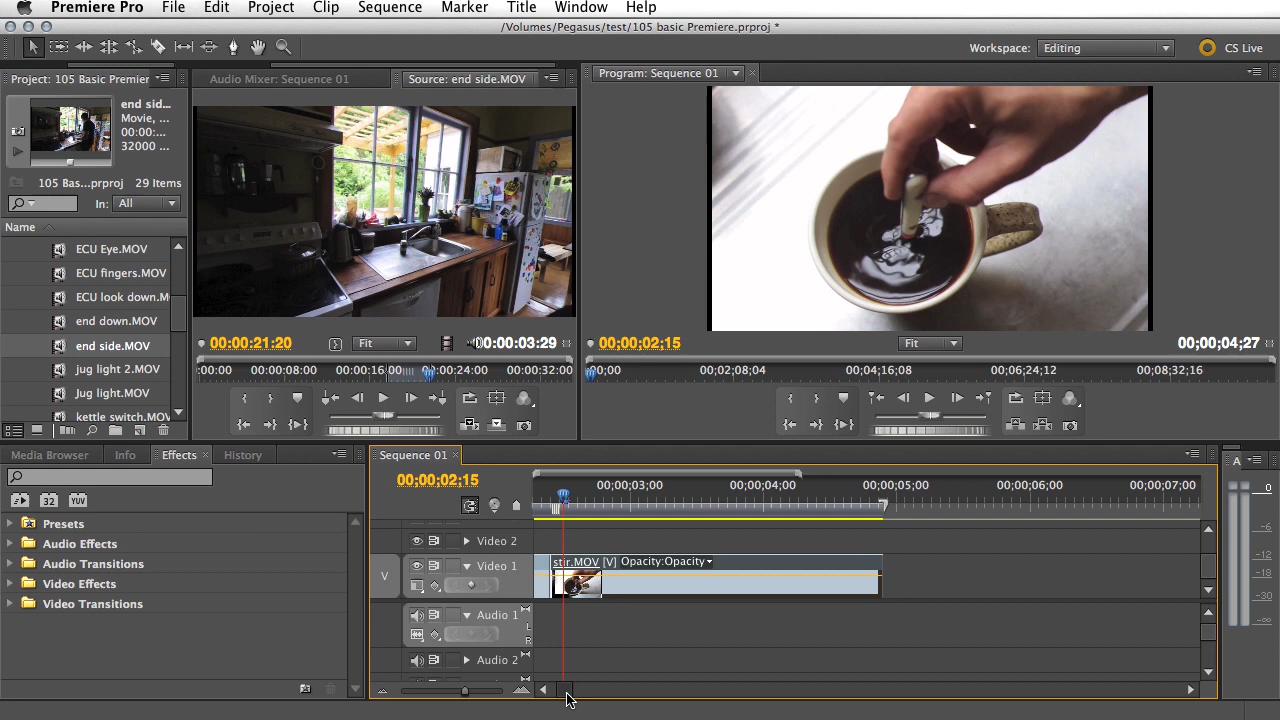 Premiere Pro File Edit Project Clip Sequence Marker Title Window Help
/Volumes/Pegasus/test/105 basic Premiere.prproj *
Workspace: Editing CS Live
Project: 105 Basic Premier
Audio Mixer: Sequence 01
Source: end side.MOV
Program: Sequence 01
end sid...
Movie, ...
00:00:...
32000 ...
105 Bas...prproj 29 Items
In: All
Name
ECU Eye.MOV
ECU fingers.MOV
ECU look down.M
end down.MOV
end side.MOV
jug light 2.MOV
Jug light.MOV
kettle switch.MOV
00:00:21:20 Fit 00:00:03:29
:00:00 00:00:08:00 00:00:16:00 00:00:24:00 00:00:32:00
00;00;02;15 Fit 00;00;04;27
00;00 00;02;08;04 00;04;16;08 00;06;24;12 00;08;32;16
Media Browser Info Effects History
32 YUV
Presets
Audio Effects
Audio Transitions
Video Effects
Video Transitions
Sequence 01
00;00;02;15
00;00;03;00 00;00;04;00 00;00;05;00 00;00;06;00 00;00;07;00
Video 2
V Video 1
stir.MOV [V] Opacity:Opacity
Audio 1
L
R
Audio 2
A
0
-6
-12
-18
-30
-∞